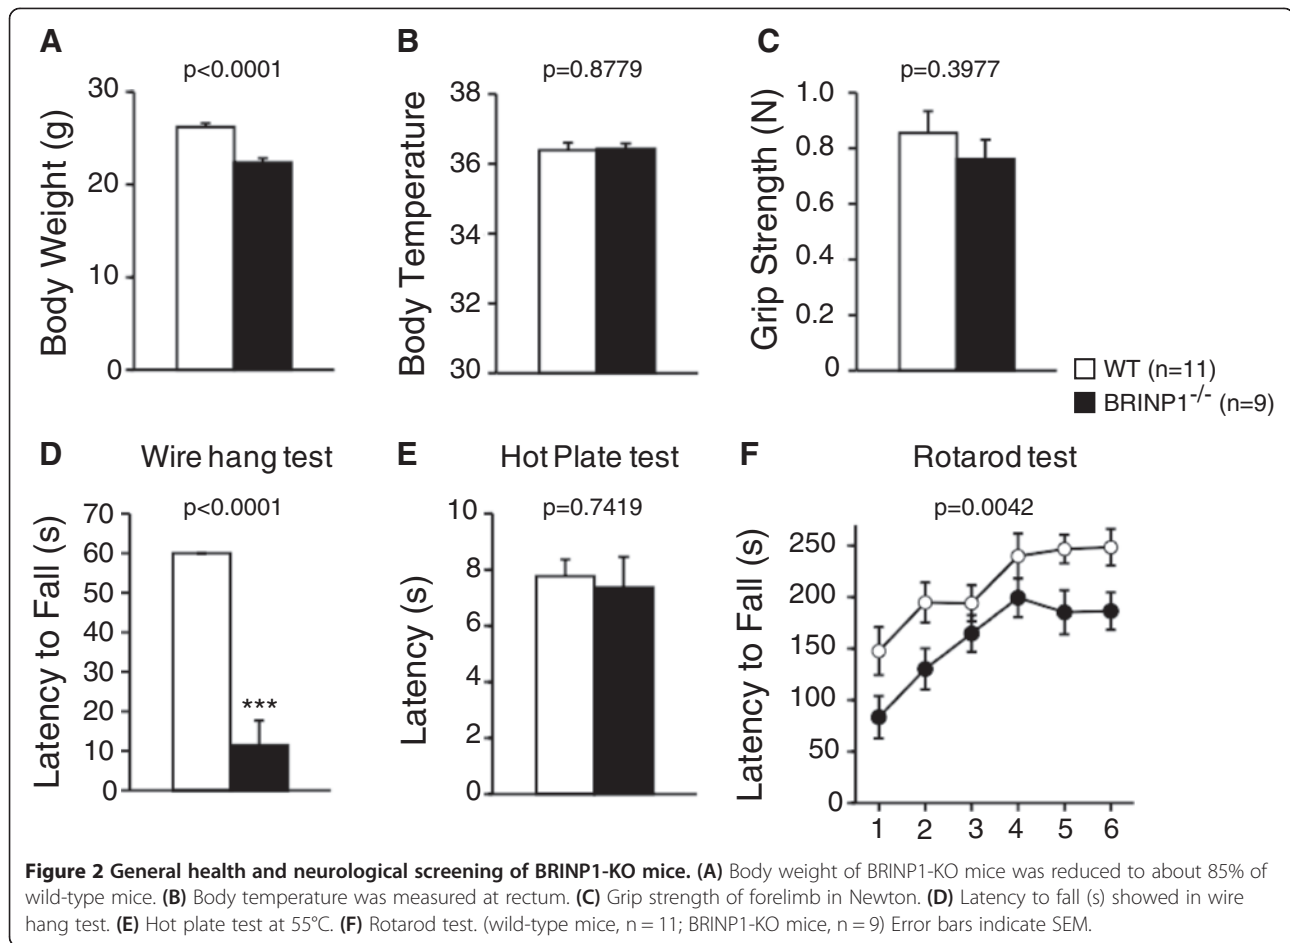 A
p<0.0001
Body Weight (g)
30
20
10
0
B
p=0.8779
Body Temperature
38
36
34
32
30
C
p=0.3977
Grip Strength (N)
1.0
0.8
0.6
0.4
0.2
0
WT (n=11)
BRINP1-/- (n=9)
D Wire hang test
p<0.0001
Latency to Fall (s)
70
60
50
40
30
20
10
0
***
E Hot Plate test
p=0.7419
Latency (s)
10
8
6
4
2
0
F Rotarod test
p=0.0042
Latency to Fall (s)
250
200
150
100
50
0
1 2 3 4 5 6
Figure 2 General health and neurological screening of BRINP1-KO mice. (A) Body weight of BRINP1-KO mice was reduced to about 85% of
wild-type mice. (B) Body temperature was measured at rectum. (C) Grip strength of forelimb in Newton. (D) Latency to fall (s) showed in wire
hang test. (E) Hot plate test at 55°C. (F) Rotarod test. (wild-type mice, n = 11; BRINP1-KO mice, n = 9) Error bars indicate SEM.